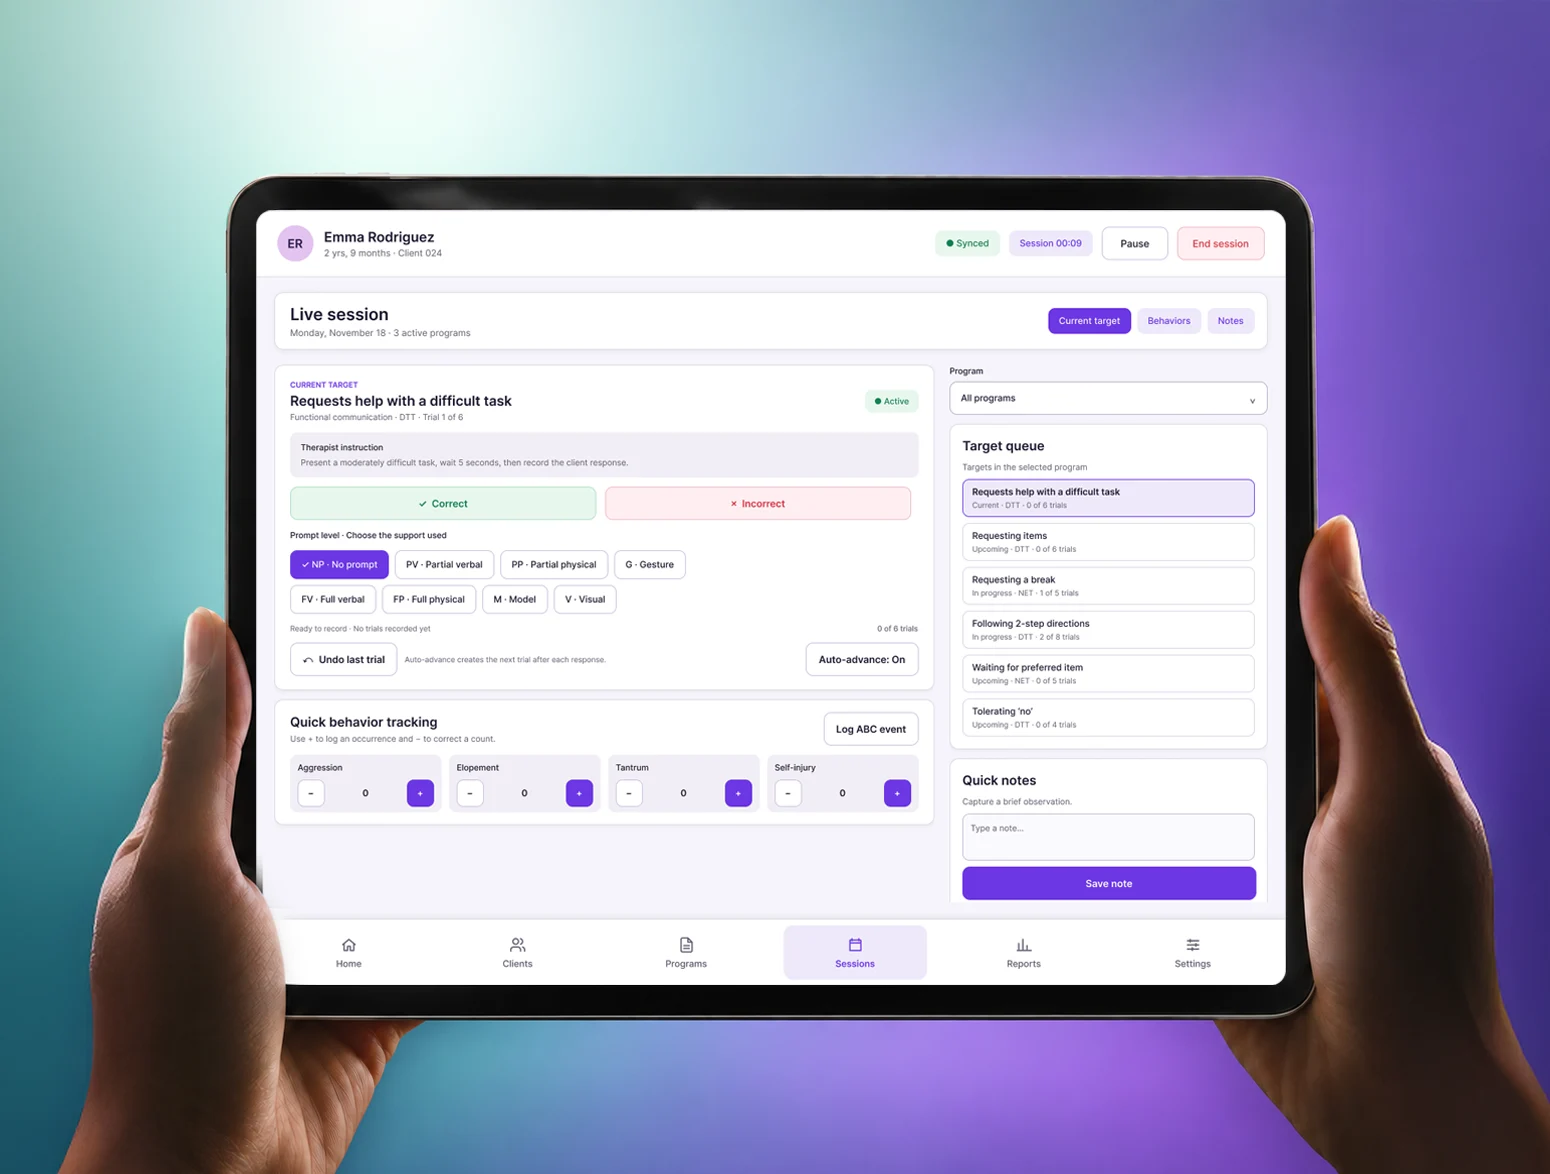 ER
Emma Rodriguez
2 yrs, 9 months · Client 024
Synced
Session 00:09
Pause
End session
Live session
Monday, November 18 · 3 active programs
Current target
Behaviors
Notes
CURRENT TARGET
Requests help with a difficult task
Functional communication · DTT · Trial 1 of 6
Active
Therapist instruction
Present a moderately difficult task, wait 5 seconds, then record the client response.
✓ Correct
× Incorrect
Prompt level · Choose the support used
✓ NP · No prompt
PV · Partial verbal
PP · Partial physical
G · Gesture
FV · Full verbal
FP · Full physical
M · Model
V · Visual
Ready to record · No trials recorded yet
0 of 6 trials
Undo last trial
Auto-advance creates the next trial after each response.
Auto-advance: On
Quick behavior tracking
Use + to log an occurrence and − to correct a count.
Log ABC event
Aggression
− 0 +
Elopement
− 0 +
Tantrum
− 0 +
Self-injury
− 0 +
Program
All programs
Target queue
Targets in the selected program
Requests help with a difficult task
Current · DTT · 0 of 6 trials
Requesting items
Upcoming · DTT · 0 of 6 trials
Requesting a break
In progress · NET · 1 of 5 trials
Following 2-step directions
In progress · DTT · 2 of 8 trials
Waiting for preferred item
Upcoming · NET · 0 of 5 trials
Tolerating 'no'
Upcoming · DTT · 0 of 4 trials
Quick notes
Capture a brief observation.
Type a note...
Save note
Home
Clients
Programs
Sessions
Reports
Settings